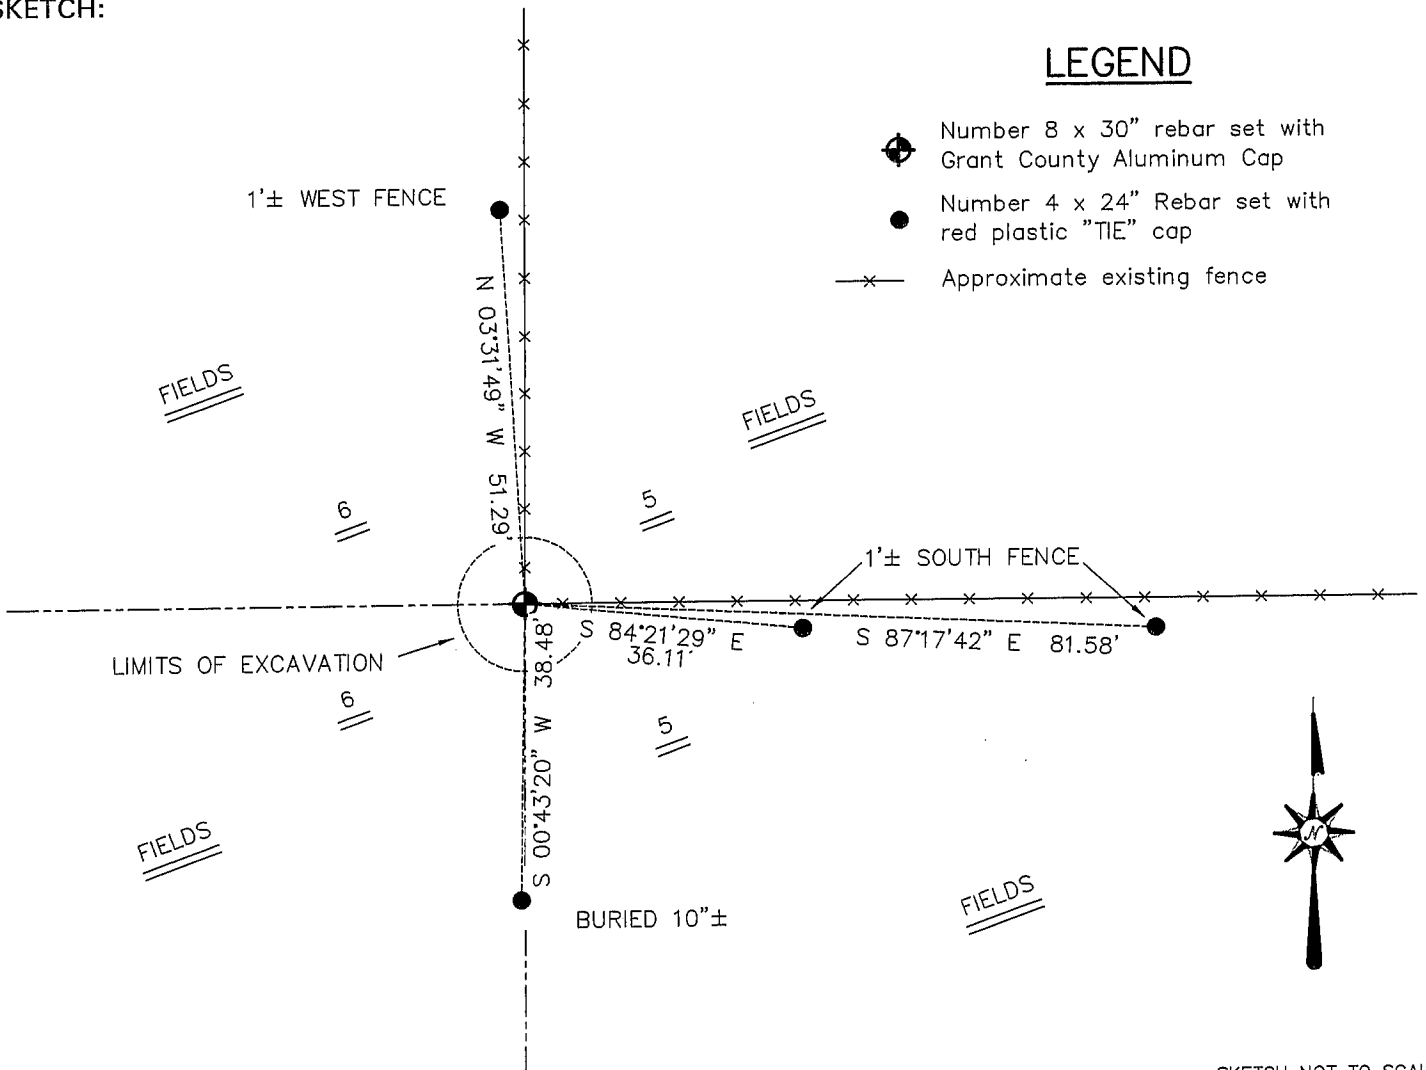 SKETCH:
LEGEND
Number 8 x 30" rebar set with
Grant County Aluminum Cap
Number 4 x 24" Rebar set with
red plastic "TIE" cap
Approximate existing fence
1'± WEST FENCE
N 03°31'49" W 51.29'
FIELDS
FIELDS
6
5
1'± SOUTH FENCE
S 84°21'29" E
36.11'
S 87°17'42" E 81.58'
LIMITS OF EXCAVATION
S 00°43'20" W 38.48'
6
5
FIELDS
FIELDS
BURIED 10"±
N
SKETCH NOT TO